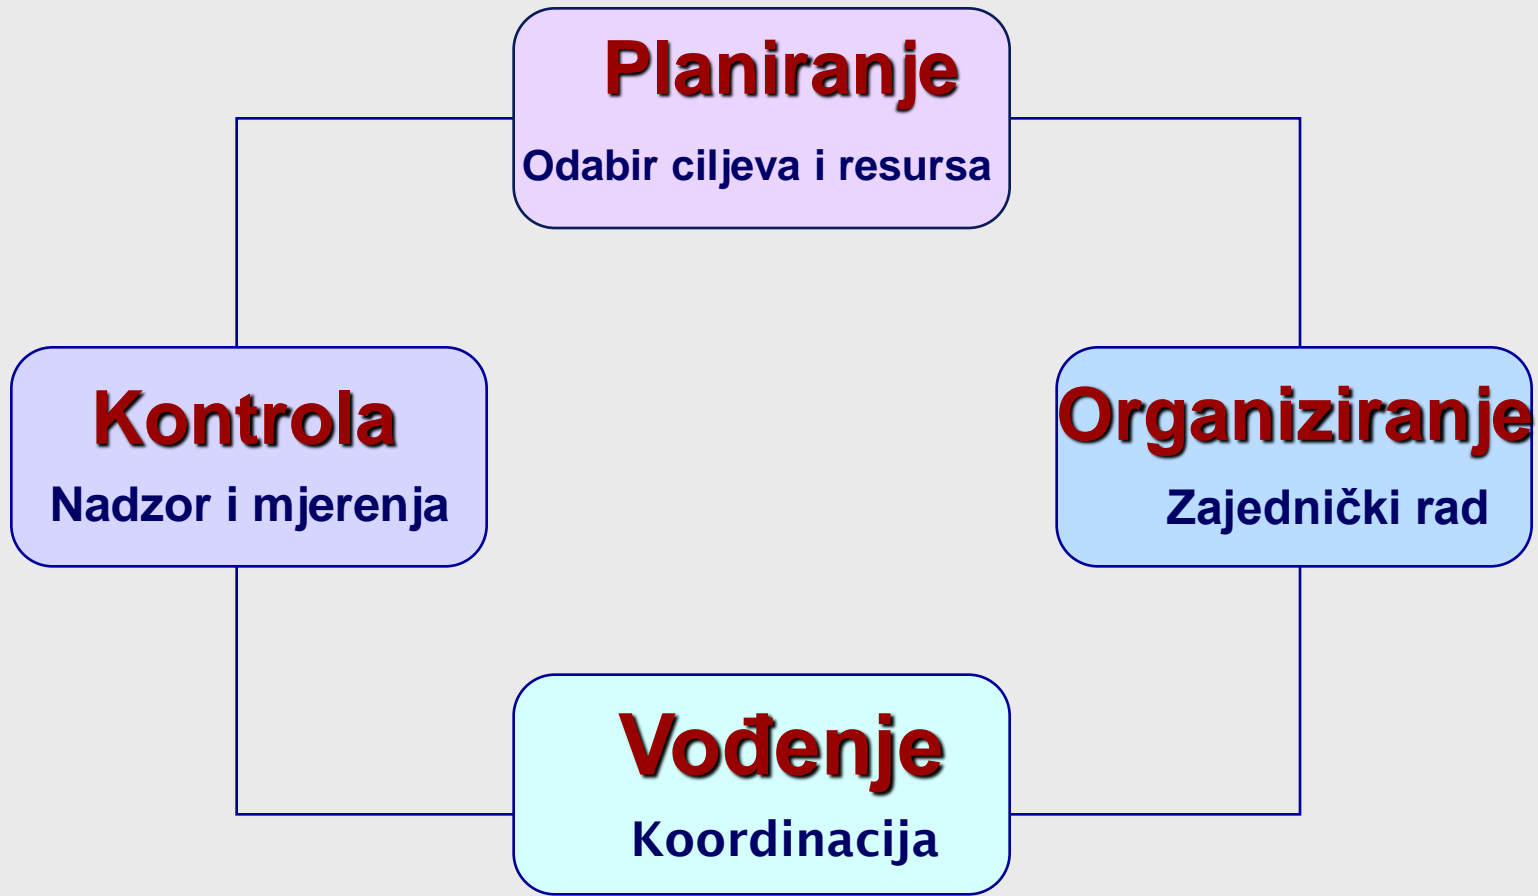 Planiranje
Odabir ciljeva i resursa
Kontrola
Nadzor i mjerenja
Organiziranje
Zajednički rad
Vođenje
Koordinacija